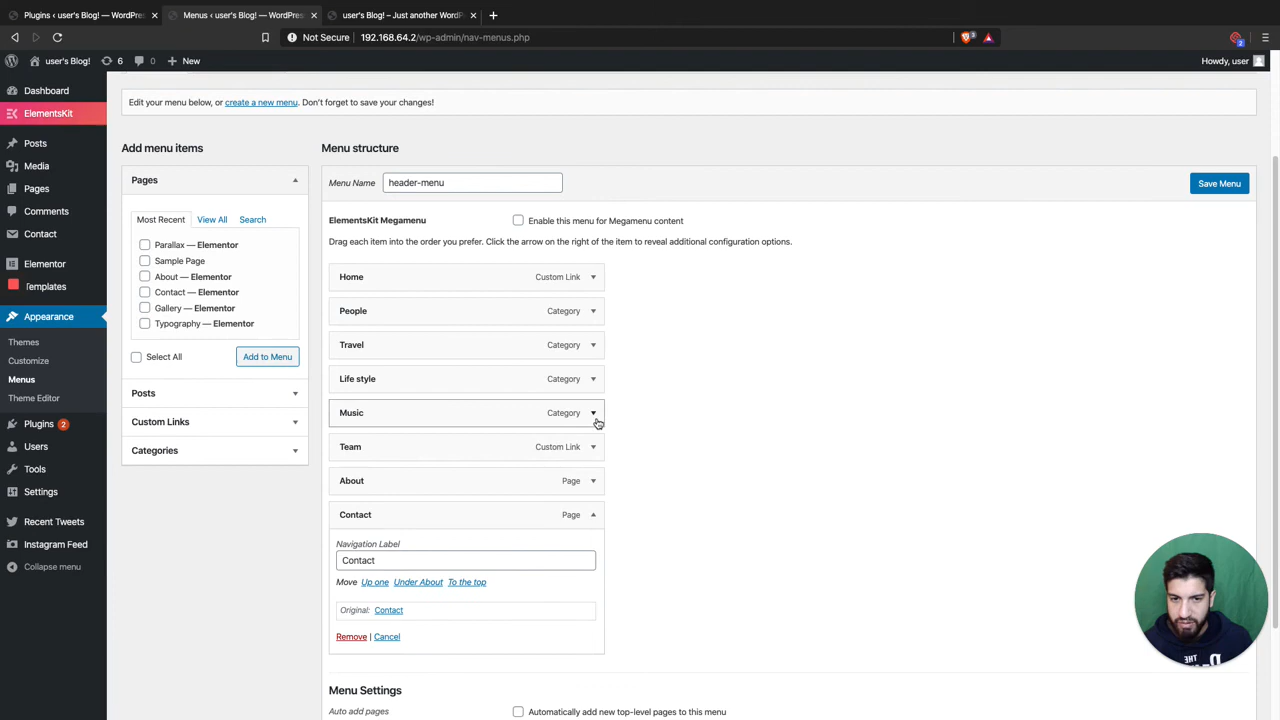 Plugins ‹ user's Blog! — WordPres
Menus ‹ user's Blog! — WordPress
user's Blog! – Just another WordPr
Not Secure 192.168.64.2/wp-admin/nav-menus.php
3
2
user's Blog! 6 0 New
Howdy, user
Dashboard
ElementsKit
Posts
Media
Pages
Comments
Contact
Elementor
Templates
Appearance
Themes
Customize
Menus
Theme Editor
Plugins 2
Users
Tools
Settings
Recent Tweets
Instagram Feed
Collapse menu
Edit your menu below, or create a new menu. Don't forget to save your changes!
Add menu items
Pages
Most Recent View All Search
Parallax — Elementor
Sample Page
About — Elementor
Contact — Elementor
Gallery — Elementor
Typography — Elementor
Select All Add to Menu
Posts
Custom Links
Categories
Menu structure
Menu Name header-menu Save Menu
ElementsKit Megamenu Enable this menu for Megamenu content
Drag each item into the order you prefer. Click the arrow on the right of the item to reveal additional configuration options.
Home Custom Link
People Category
Travel Category
Life style Category
Music Category
Team Custom Link
About Page
Contact Page
Navigation Label
Contact
Move Up one Under About To the top
Original: Contact
Remove | Cancel
Menu Settings
Auto add pages Automatically add new top-level pages to this menu